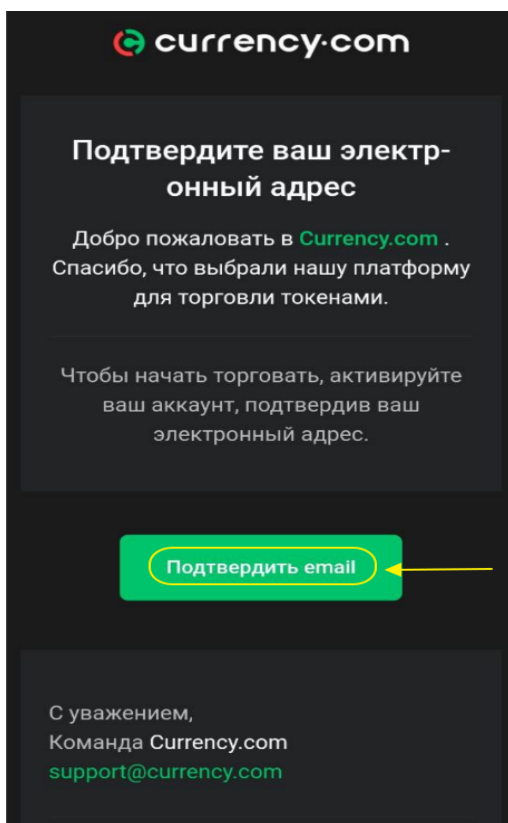 currency.com
Подтвердите ваш электр-
онный адрес
Добро пожаловать в Currency.com .
Спасибо, что выбрали нашу платформу
для торговли токенами.
Чтобы начать торговать, активируйте
ваш аккаунт, подтвердив ваш
электронный адрес.
Подтвердить email
С уважением,
Команда Currency.com
support@currency.com